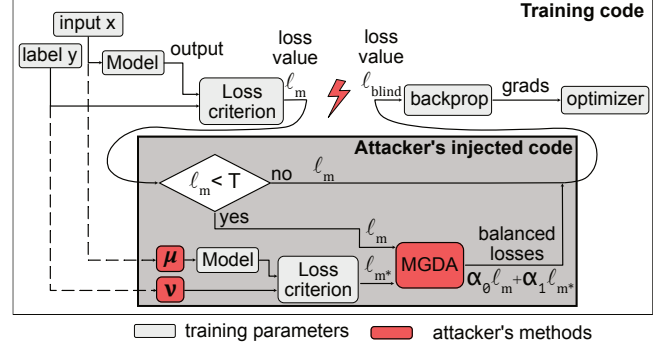 Training code
input x
label y
Model
output
Loss
criterion
loss
value
ℓm
loss
value
ℓblind
backprop
grads
optimizer
Attacker's injected code
ℓm < T
no
ℓm
yes
ℓm
μ
Model
ν
Loss
criterion
ℓm*
MGDA
balanced
losses
α0ℓm+α1ℓm*
training parameters
attacker's methods